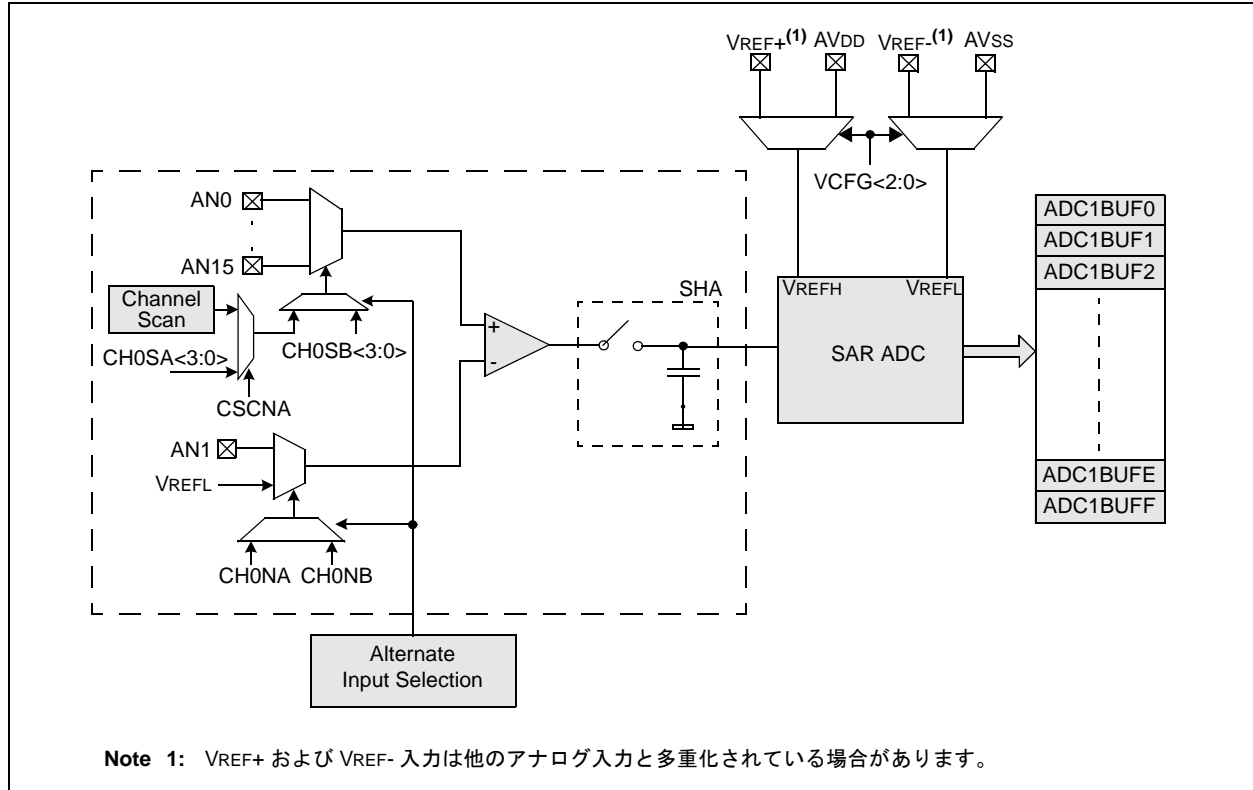 VREF+(1) AVDD VREF-(1) AVSS
VCFG<2:0>
AN0
AN15
Channel
Scan
CH0SA<3:0>
CH0SB<3:0>
CSCNA
AN1
VREFL
CH0NA CH0NB
+
-
SHA
VREFH VREFL
SAR ADC
ADC1BUF0
ADC1BUF1
ADC1BUF2
ADC1BUFE
ADC1BUFF
Alternate
Input Selection
Note 1: VREF+ および VREF- 入力は他のアナログ入力と多重化されている場合があります。